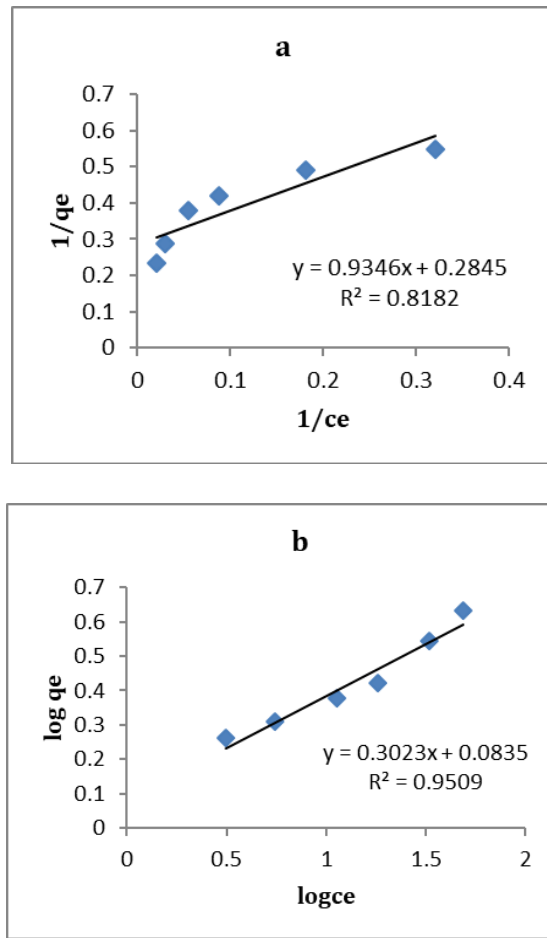 a
0.7
0.6
0.5
0.4
0.3
0.2
0.1
0
1/qe
y = 0.9346x + 0.2845
R² = 0.8182
0 0.1 0.2 0.3 0.4
1/ce
b
0.7
0.6
0.5
0.4
0.3
0.2
0.1
0
log qe
y = 0.3023x + 0.0835
R² = 0.9509
0 0.5 1 1.5 2
logce